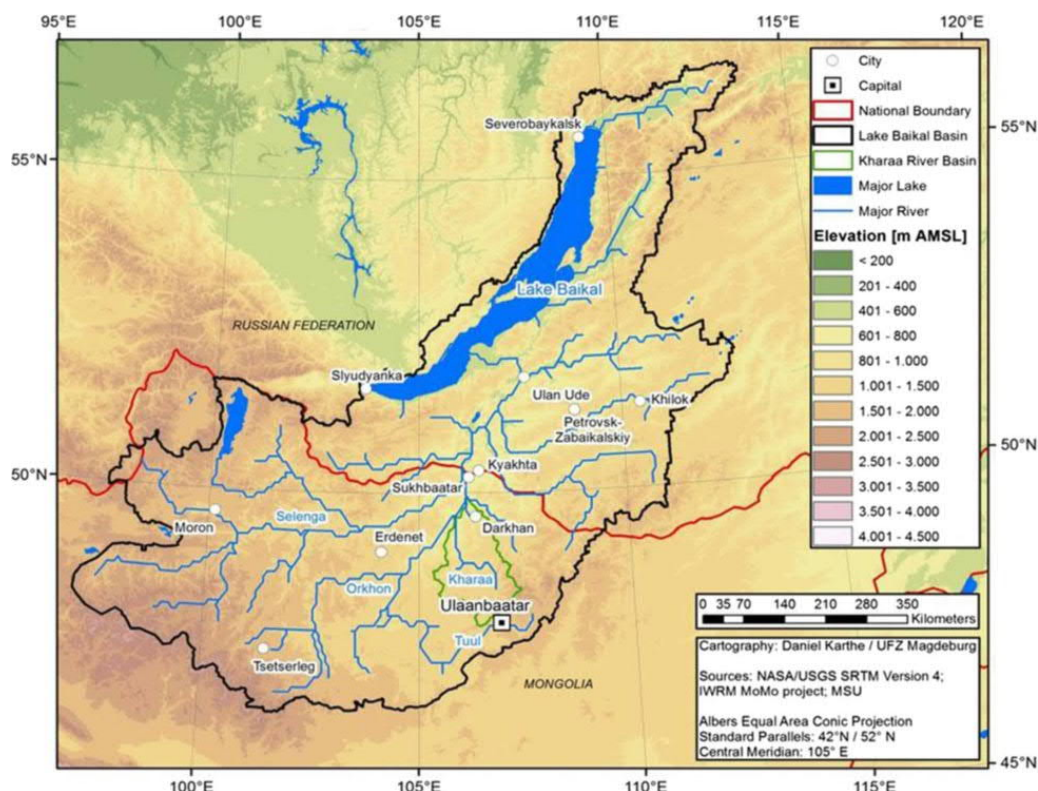 95°E
100°E
105°E
110°E
115°E
120°E
55°N
50°N
55°N
50°N
45°N
100°E
105°E
110°E
115°E
Severobaykalsk
Lake Baikal
RUSSIAN FEDERATION
Slyudyanka
Ulan Ude
Khilok
Petrovsk-
Zabaikalskiy
Kyakhta
Sukhbaatar
Moron
Selenga
Darkhan
Erdenet
Orkhon
Kharaa
Ulaanbaatar
Tuul
Tsetserleg
MONGOLIA
City
Capital
National Boundary
Lake Baikal Basin
Kharaa River Basin
Major Lake
Major River
Elevation [m AMSL]
< 200
201 - 400
401 - 600
601 - 800
801 - 1.000
1.001 - 1.500
1.501 - 2.000
2.001 - 2.500
2.501 - 3.000
3.001 - 3.500
3.501 - 4.000
4.001 - 4.500
0 35 70 140 210 280 350
Kilometers
Cartography: Daniel Karthe / UFZ Magdeburg
Sources: NASA/USGS SRTM Version 4;
IWRM MoMo project; MSU
Albers Equal Area Conic Projection
Standard Parallels: 42°N / 52° N
Central Meridian: 105° E